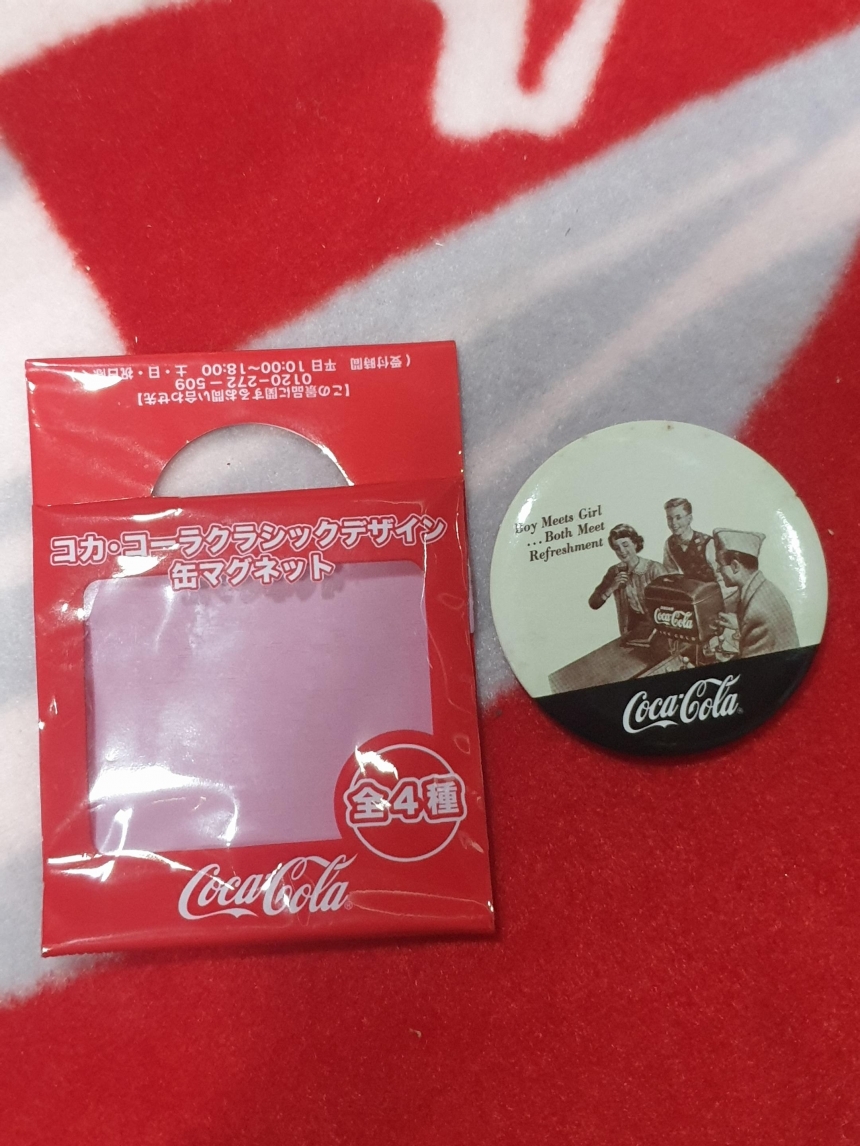 (受付時間 平日 10:00〜18:00 土・日・祝日除く)
0120-272-509
【この景品に関するお問い合わせ先】
コカ・コーラクラシックデザイン
缶マグネット
全4種
Coca-Cola
Boy Meets Girl
...Both Meet
Refreshment
Coca-Cola
Coca-Cola